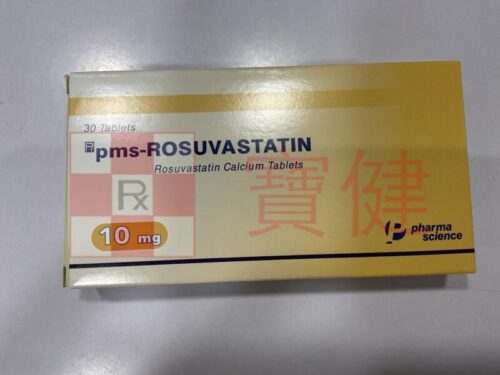 30 Tablets
pms-ROSUVASTATIN
Rosuvastatin Calcium Tablets
Rx
寶健
10 mg
pharma
science